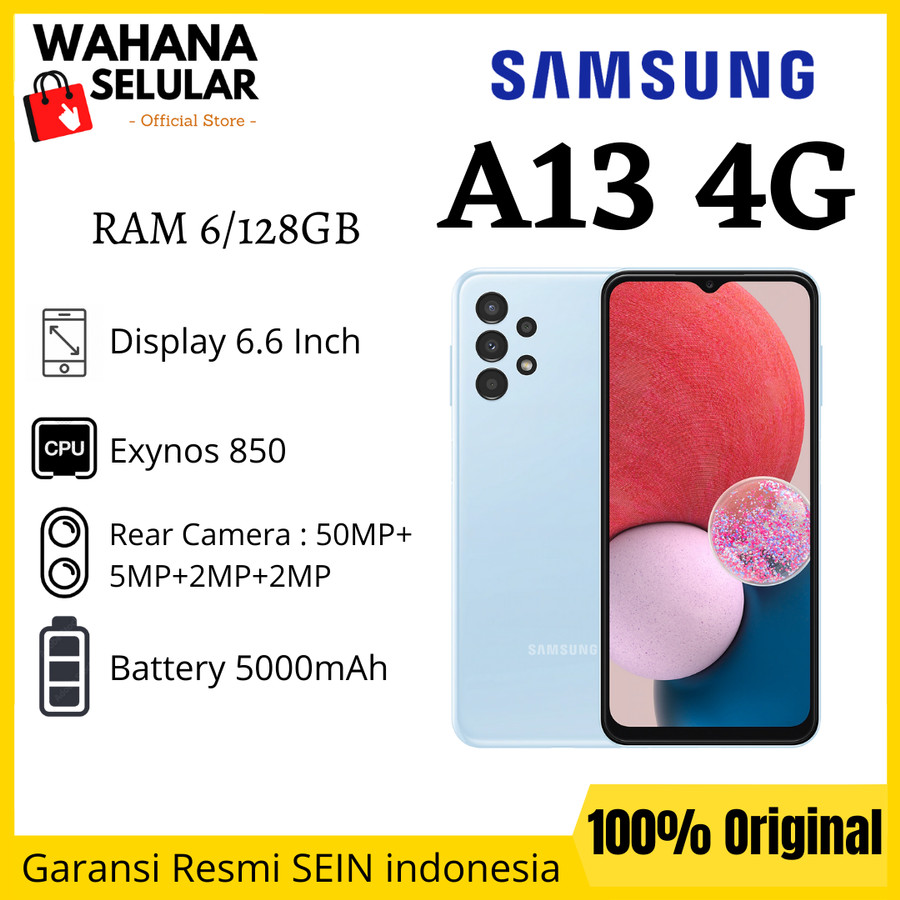 WAHANA
SELULAR
- Official Store -
SAMSUNG
A13 4G
RAM 6/128GB
Display 6.6 Inch
CPU
Exynos 850
Rear Camera : 50MP+
5MP+2MP+2MP
Battery 5000mAh
SAMSUNG
100% Original
Garansi Resmi SEIN indonesia